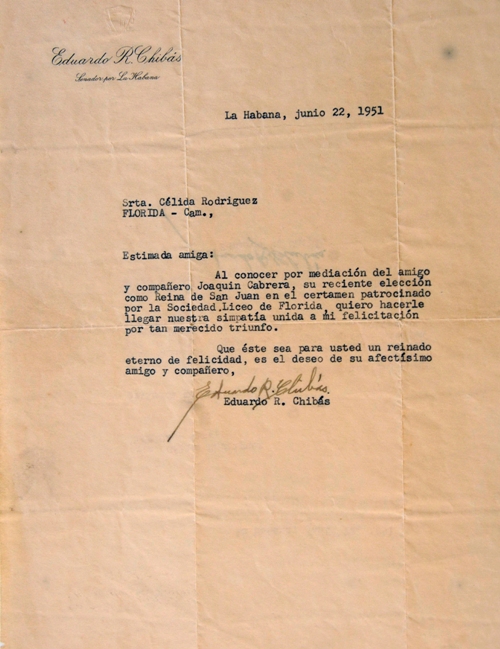 Eduardo R. Chibás
Senador por La Habana
La Habana, junio 22, 1951
Srta. Célida Rodriguez
FLORIDA - Cam.,
Estimada amiga:
Al conocer por mediación del amigo
y compañero Joaquin Cabrera, su reciente elección
como Reina de San Juan en el certamen patrocinado
por la Sociedad Liceo de Florida, quiero hacerle
llegar nuestra simpatía unida a mi felicitación
por tan merecido triunfo.
Que éste sea para usted un reinado
eterno de felicidad, es el deseo de su afectísimo
amigo y compañero,
Eduardo R. Chibás.
Eduardo R. Chibás